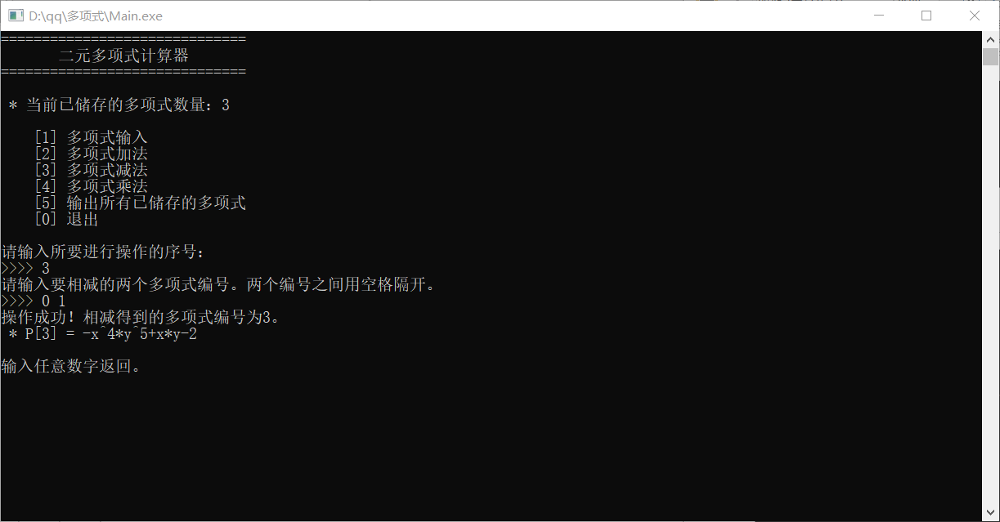 D:\qq\多项式\Main.exe
==============================
二元多项式计算器
==============================
* 当前已储存的多项式数量：3
[1] 多项式输入
[2] 多项式加法
[3] 多项式减法
[4] 多项式乘法
[5] 输出所有已储存的多项式
[0] 退出
请输入所要进行操作的序号：
>>>> 3
请输入要相减的两个多项式编号。两个编号之间用空格隔开。
>>>> 0 1
操作成功！相减得到的多项式编号为3。
* P[3] = -x^4*y^5+x*y-2
输入任意数字返回。